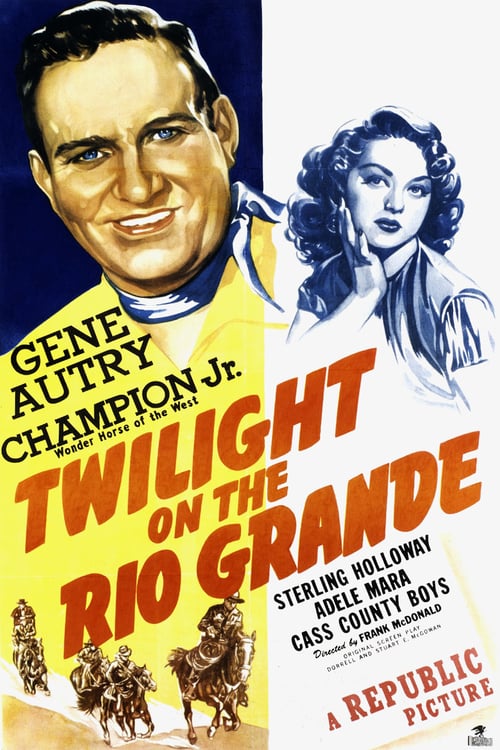 GENE
AUTRY
CHAMPION Jr.
Wonder Horse of the West
TWILIGHT
ON THE
RIO GRANDE
STERLING HOLLOWAY
ADELE MARA
CASS COUNTY BOYS
Directed by FRANK McDONALD
ORIGINAL SCREEN PLAY
DORRELL AND STUART E. McGOWAN
A REPUBLIC
PICTURE